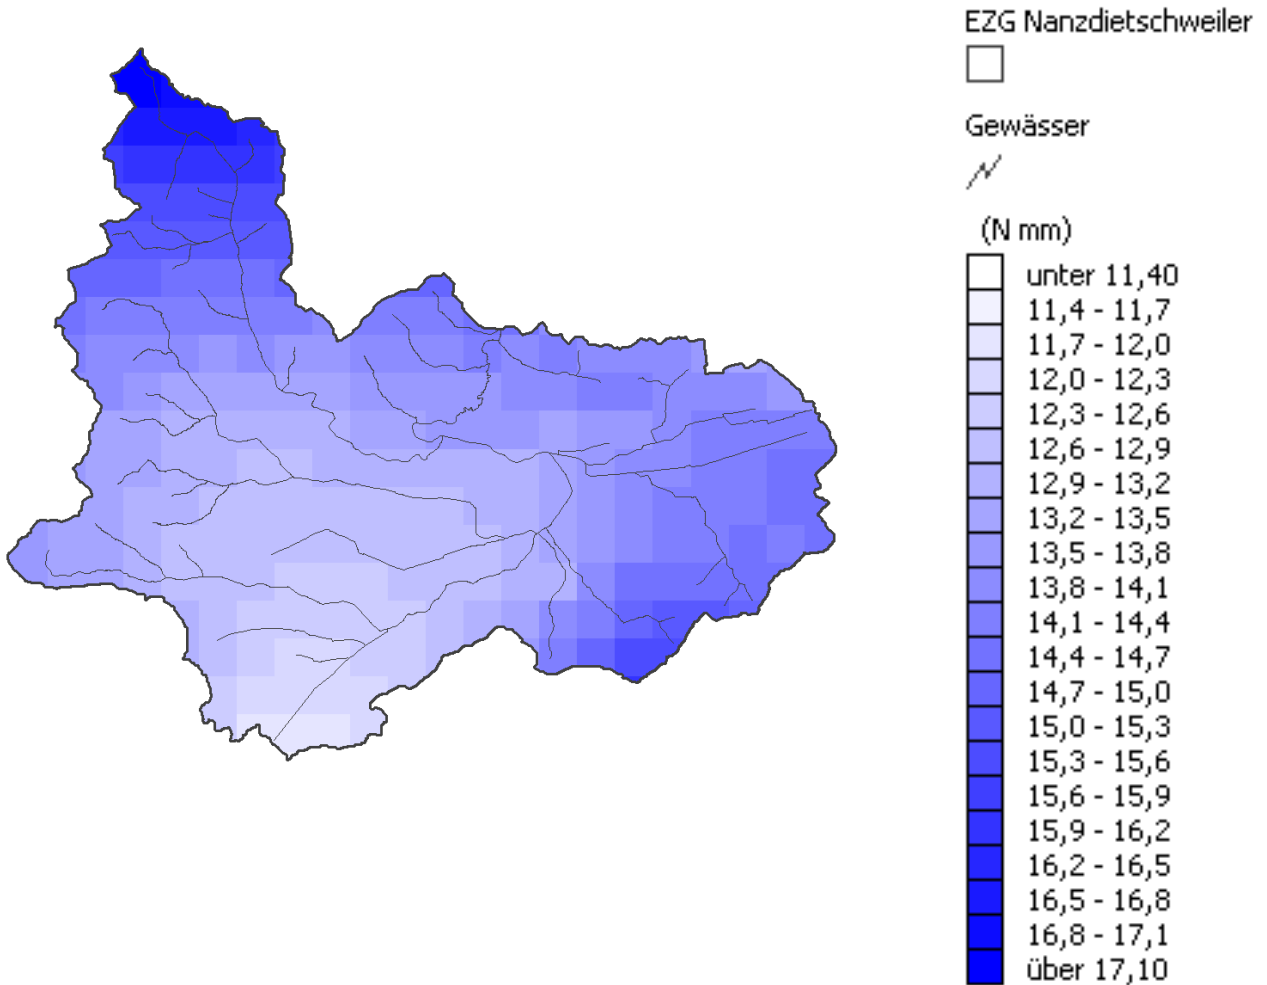 EZG Nanzdietschweiler
Gewässer
(N mm)
unter 11,40
11,4 - 11,7
11,7 - 12,0
12,0 - 12,3
12,3 - 12,6
12,6 - 12,9
12,9 - 13,2
13,2 - 13,5
13,5 - 13,8
13,8 - 14,1
14,1 - 14,4
14,4 - 14,7
14,7 - 15,0
15,0 - 15,3
15,3 - 15,6
15,6 - 15,9
15,9 - 16,2
16,2 - 16,5
16,5 - 16,8
16,8 - 17,1
über 17,10